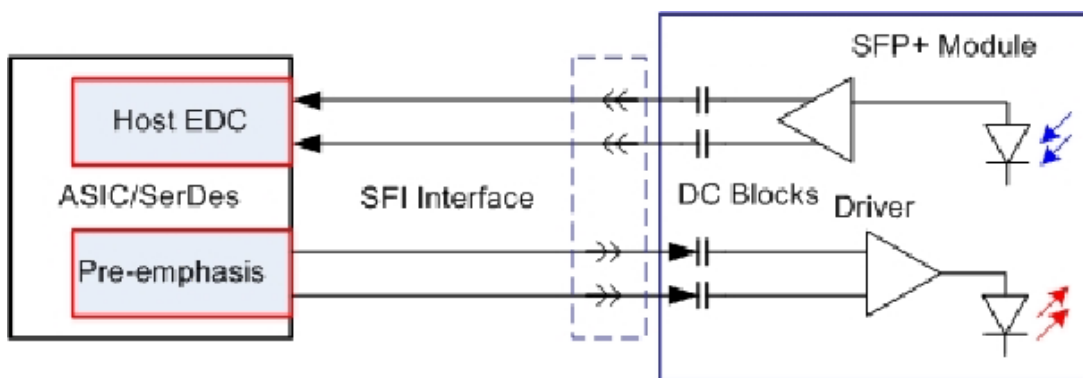 SFP+ Module
Host EDC
ASIC/SerDes
SFI Interface
DC Blocks
Driver
Pre-emphasis